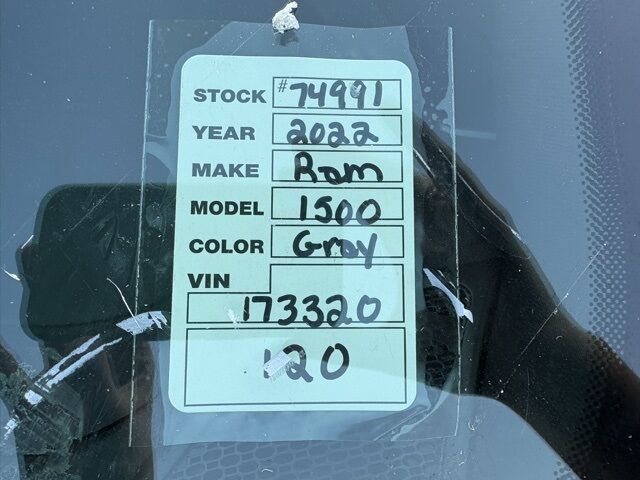 STOCK #74991
YEAR 2022
MAKE Ram
MODEL 1500
COLOR Gray
VIN
173320
120